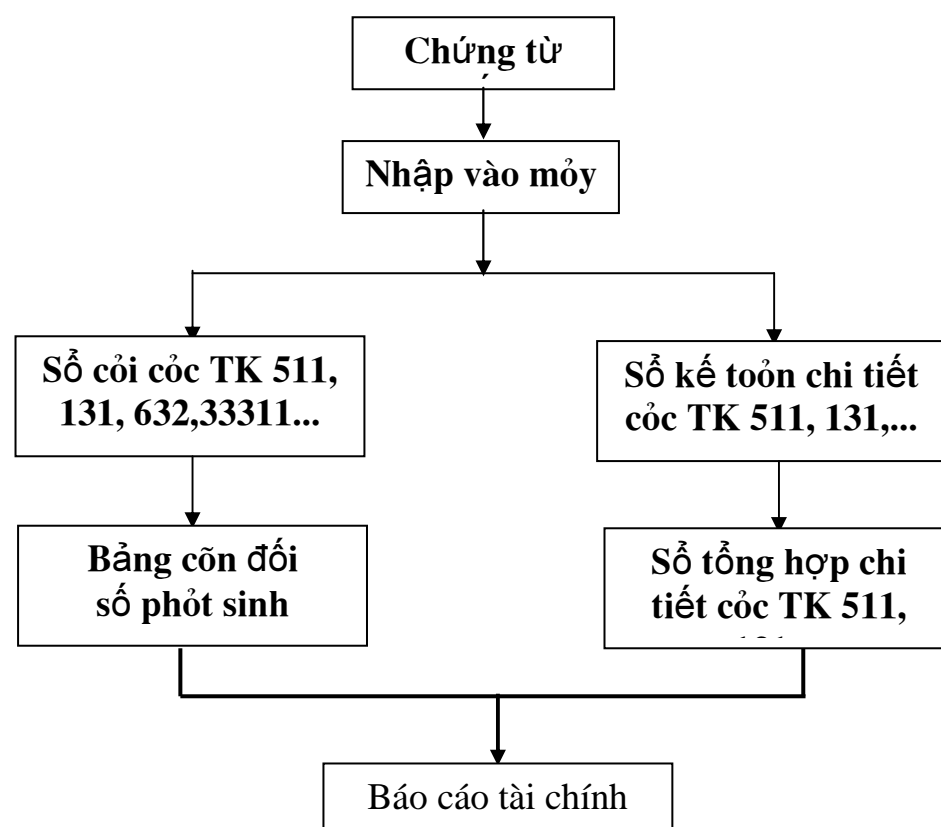 Chứng từ
Nhập vào mỏy
Sổ cỏi cỏc TK 511,
131, 632,33311...
Sổ kế toỏn chi tiết
cỏc TK 511, 131,...
Bảng cõn đối
số phỏt sinh
Sổ tổng hợp chi
tiết cỏc TK 511,
Báo cáo tài chính